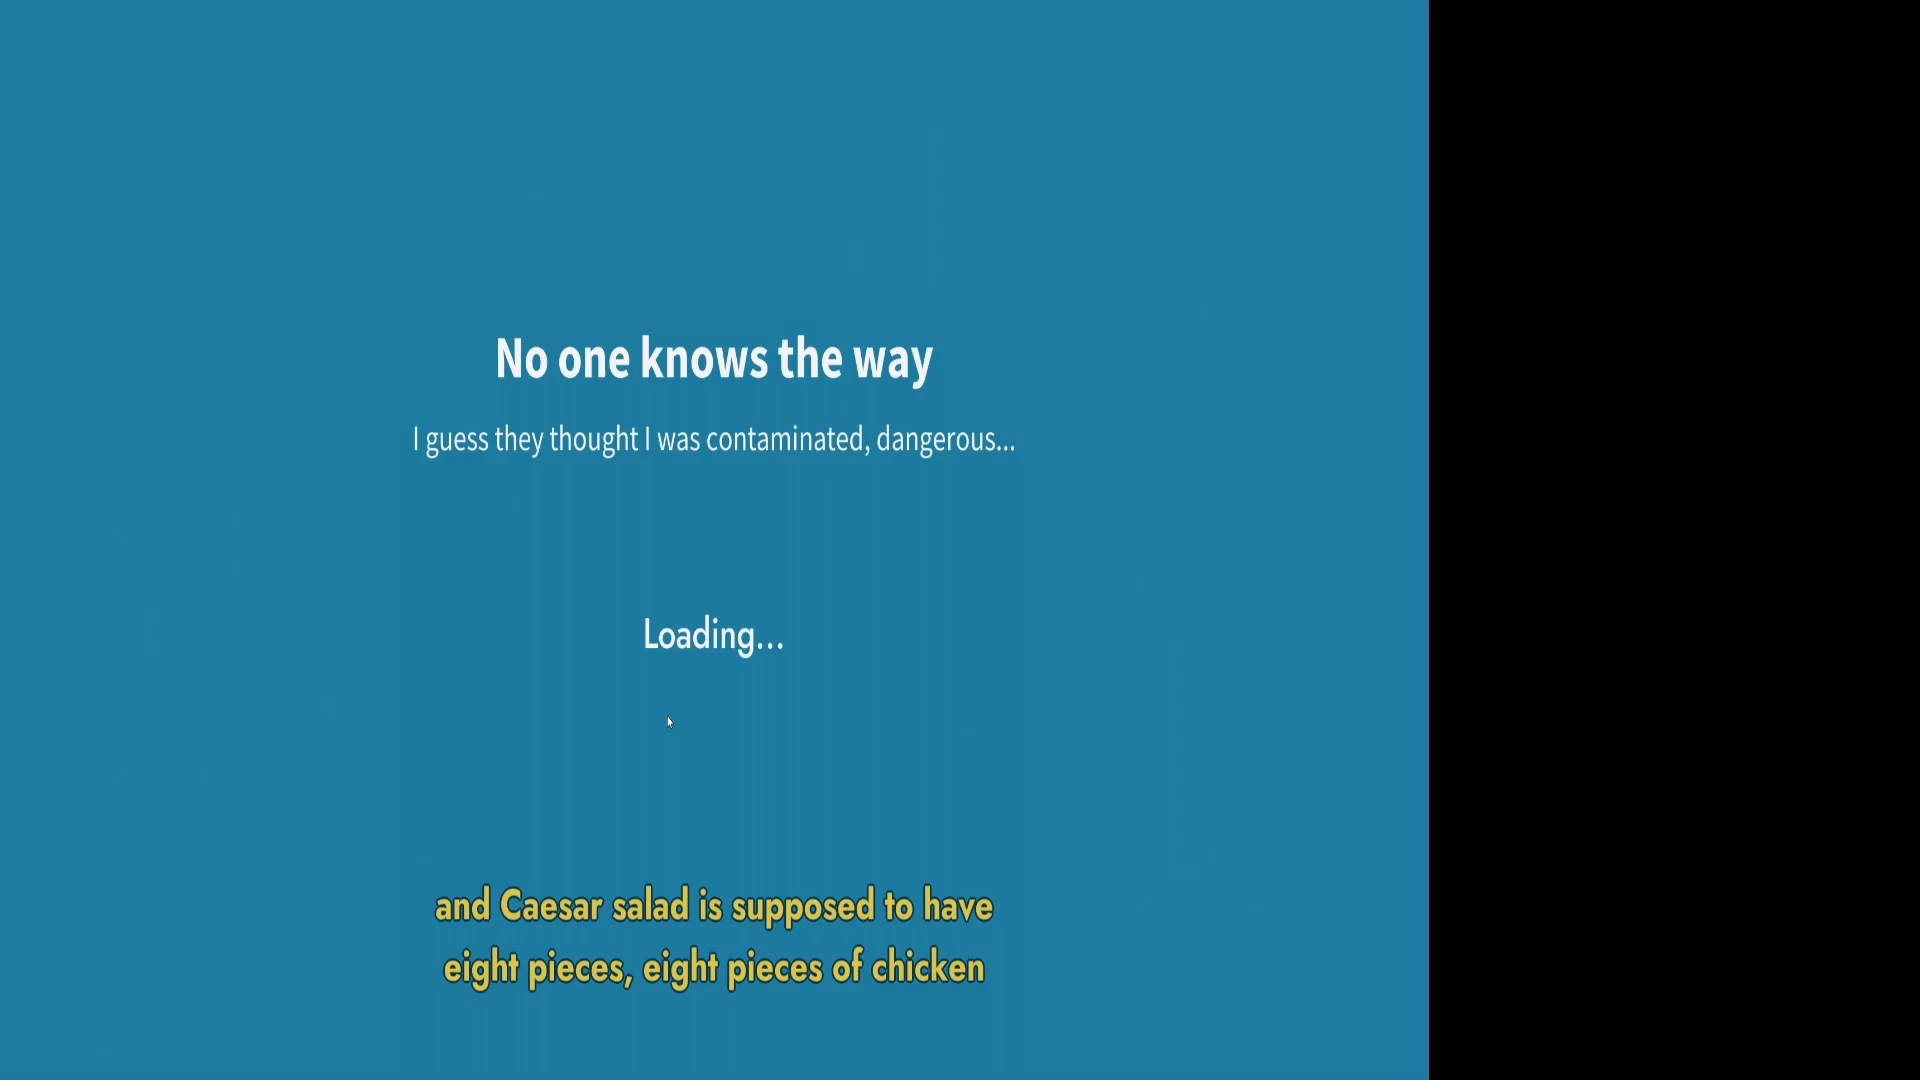 No one knows the way
I guess they thought I was contaminated, dangerous...
Loading...
and Caesar salad is supposed to have
eight pieces, eight pieces of chicken